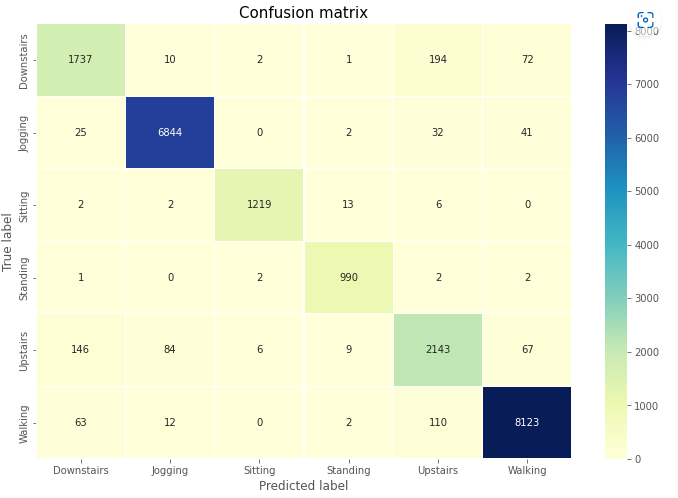 Confusion matrix
True label
Downstairs 1737 10 2 1 194 72
Jogging 25 6844 0 2 32 41
Sitting 2 2 1219 13 6 0
Standing 1 0 2 990 2 2
Upstairs 146 84 6 9 2143 67
Walking 63 12 0 2 110 8123
Downstairs Jogging Sitting Standing Upstairs Walking
Predicted label
8000
7000
6000
5000
4000
3000
2000
1000
0